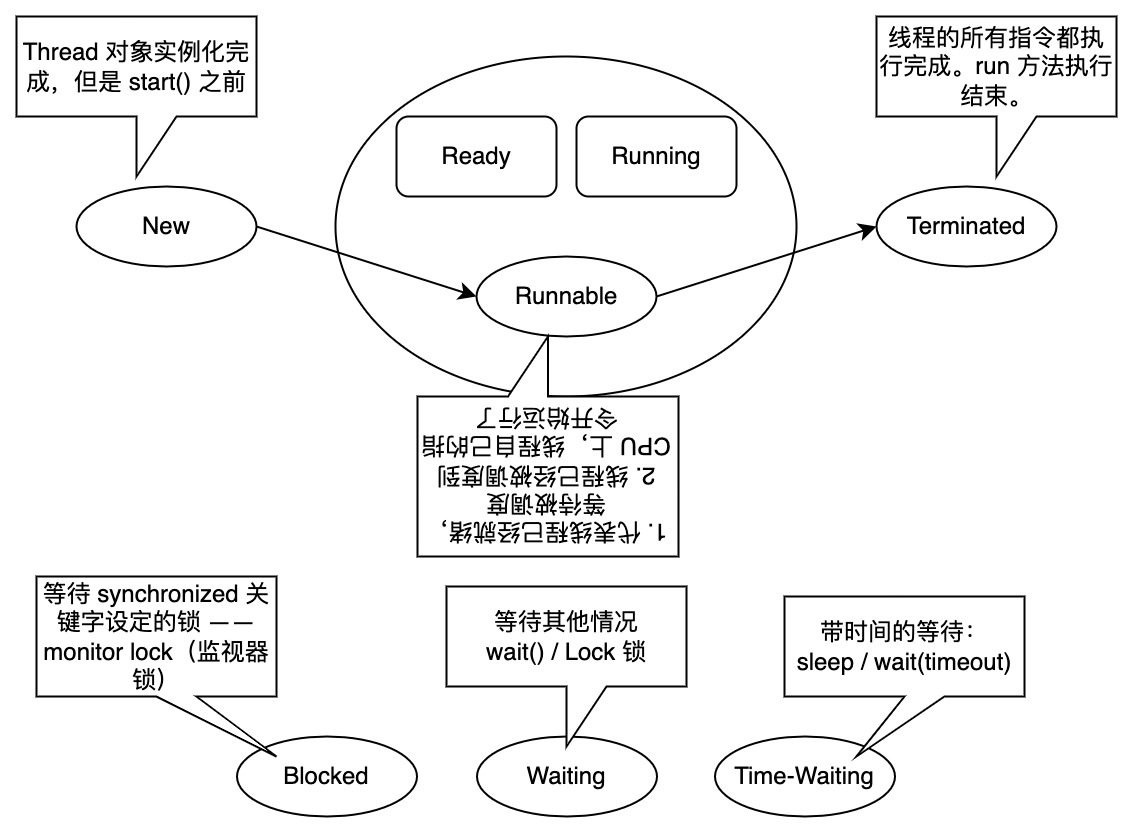 Thread 对象实例化完
成，但是 start() 之前
线程的所有指令都执
行完成。run 方法执行
结束。
Ready
Running
New
Terminated
Runnable
1. 代表线程已经就绪，
等待被调度
2. 线程已经被调度到
CPU 上，线程自己的指
令开始运行了
等待 synchronized 关
键字设定的锁 ——
monitor lock（监视器
锁）
等待其他情况
wait() / Lock 锁
带时间的等待：
sleep / wait(timeout)
Blocked
Waiting
Time-Waiting